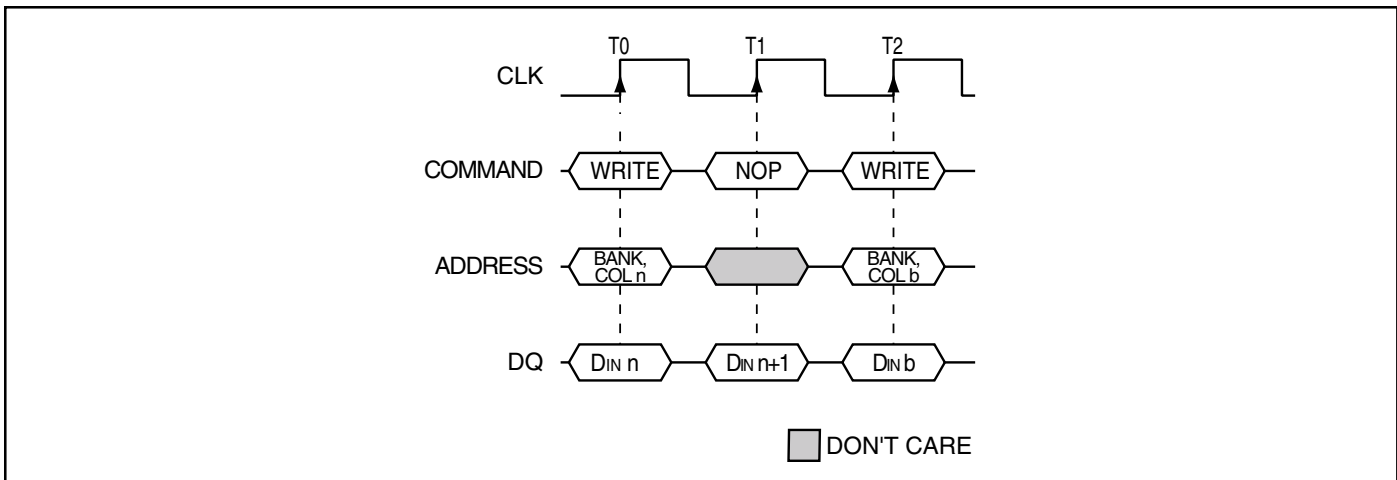 T0 T1 T2
CLK
COMMAND WRITE NOP WRITE
ADDRESS BANK, COL n BANK, COL b
DQ DIN n DIN n+1 DIN b
DON'T CARE